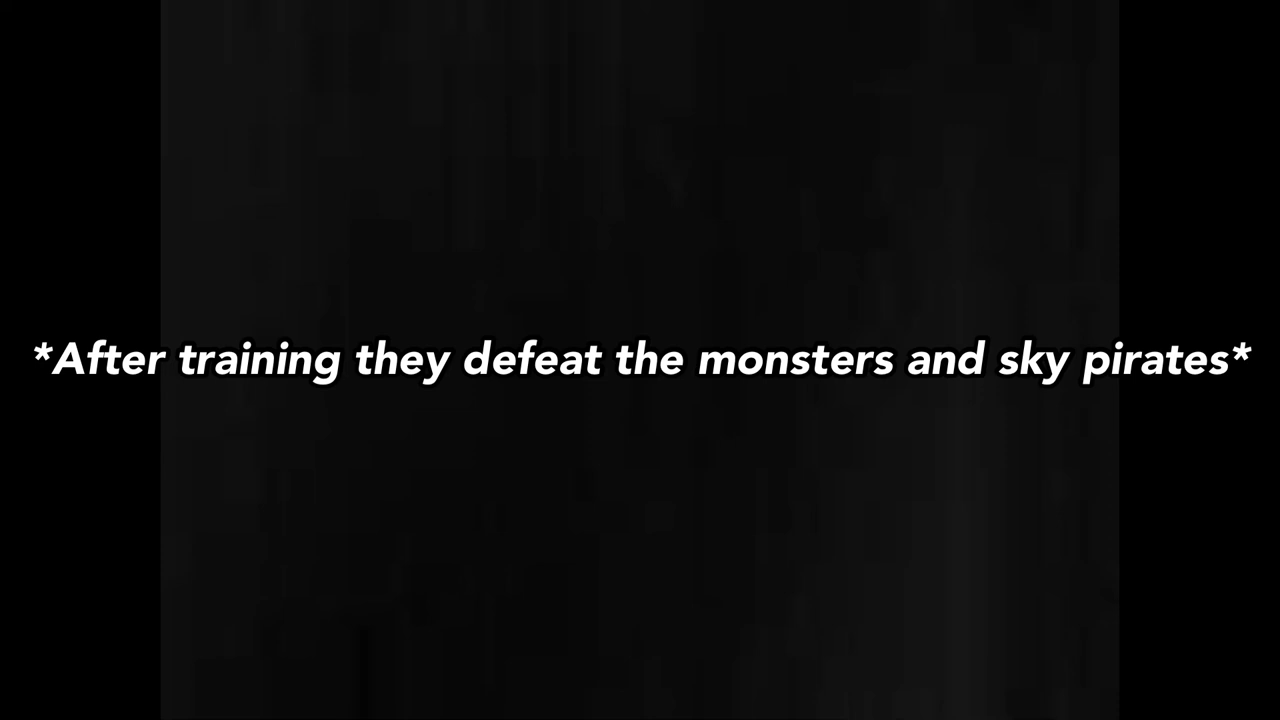 *After training they defeat the monsters and sky pirates*